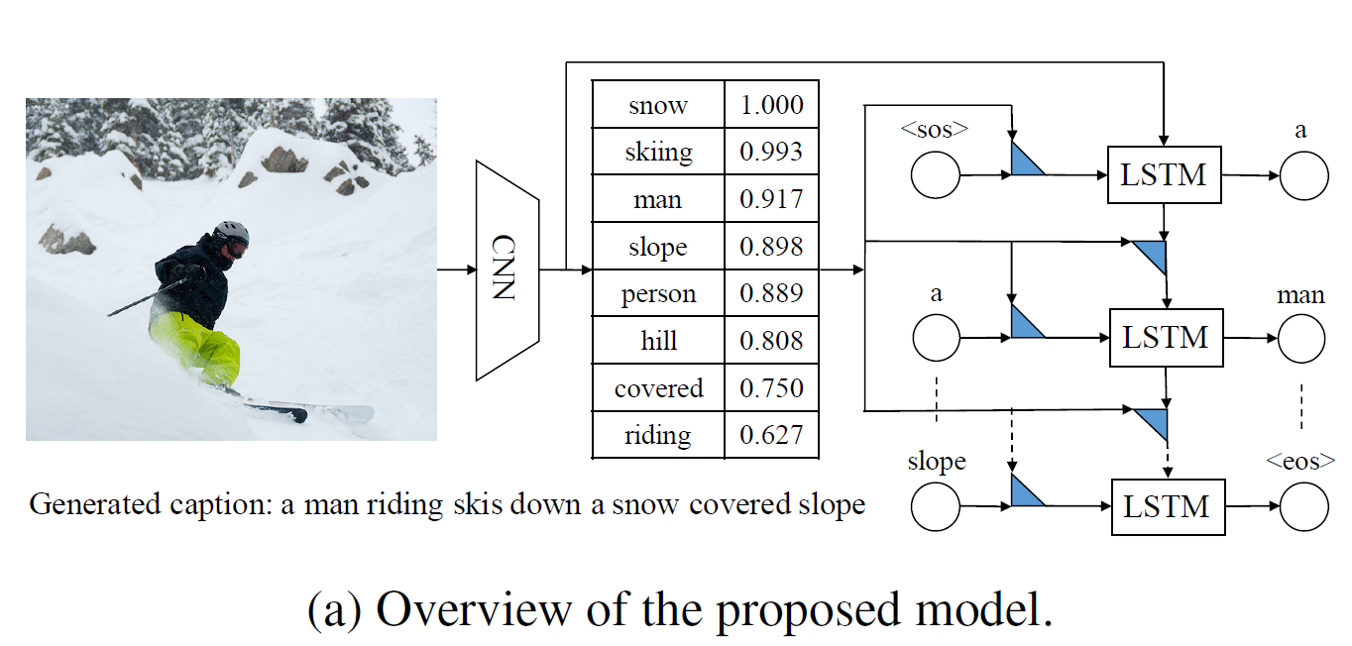 snow 1.000
skiing 0.993
man 0.917
slope 0.898
person 0.889
hill 0.808
covered 0.750
riding 0.627
CNN
<sos>
a
LSTM
a
man
LSTM
slope
<eos>
LSTM
Generated caption: a man riding skis down a snow covered slope
(a) Overview of the proposed model.